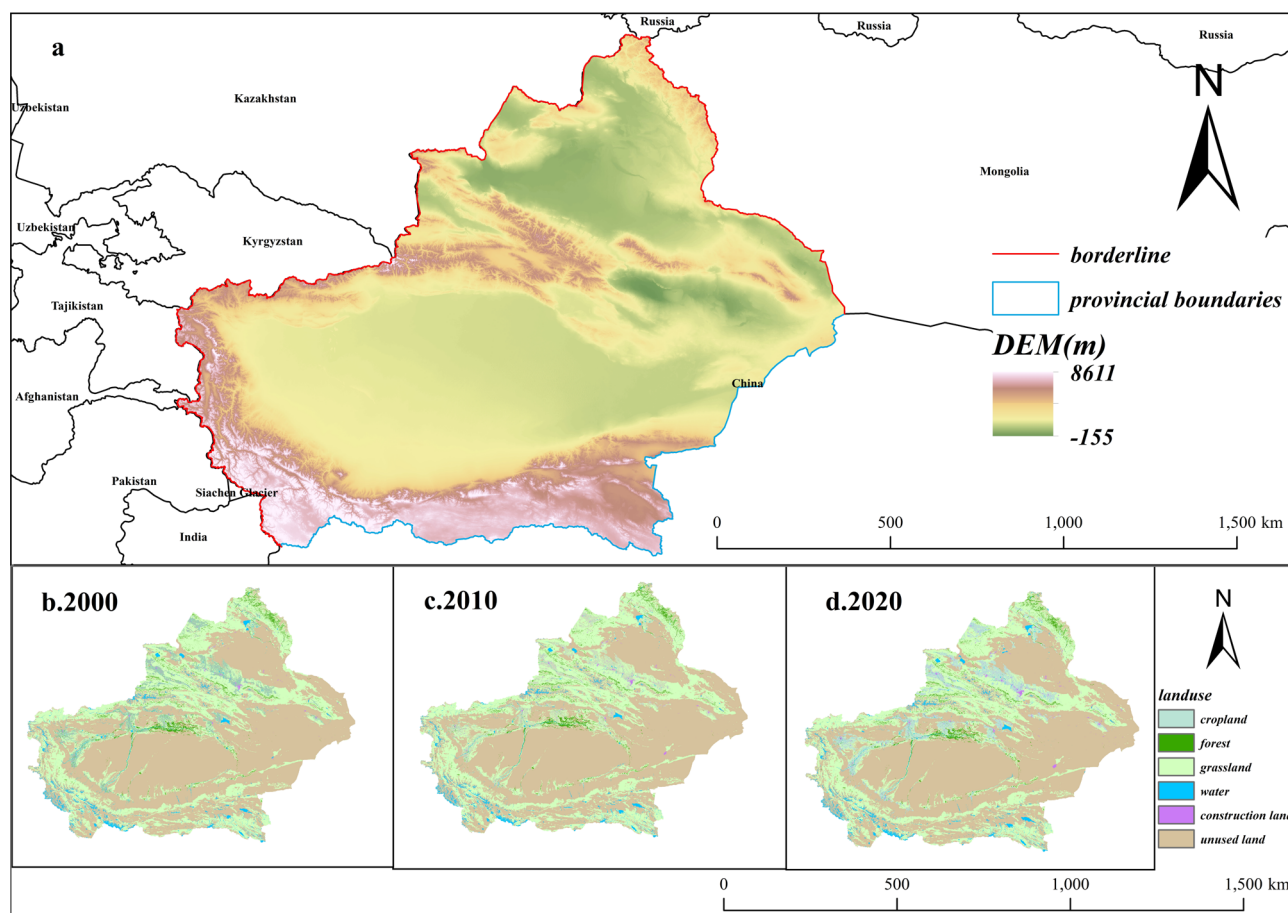 a
Russia
Russia
Russia
Kazakhstan
Uzbekistan
N
Mongolia
Uzbekistan
Kyrgyzstan
borderline
Tajikistan
provincial boundaries
DEM(m)
8611
China
Afghanistan
-155
Pakistan
Siachen Glacier
India
0 500 1,000 1,500 km
b.2000
c.2010
d.2020
N
landuse
cropland
forest
grassland
water
construction land
unused land
0 500 1,000 1,500 km